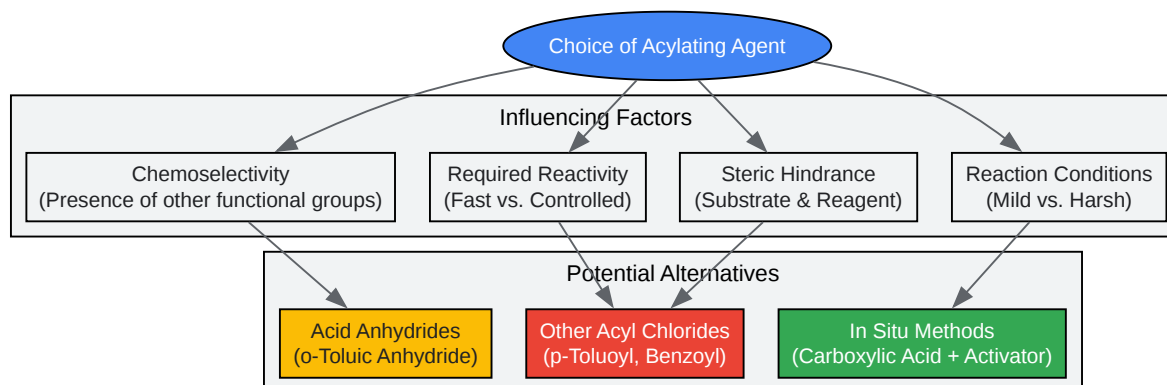 Choice of Acylating Agent
Influencing Factors
Chemoselectivity
(Presence of other functional groups)
Required Reactivity
(Fast vs. Controlled)
Steric Hindrance
(Substrate & Reagent)
Reaction Conditions
(Mild vs. Harsh)
Potential Alternatives
Acid Anhydrides
(o-Toluic Anhydride)
Other Acyl Chlorides
(p-Toluoyl, Benzoyl)
In Situ Methods
(Carboxylic Acid + Activator)